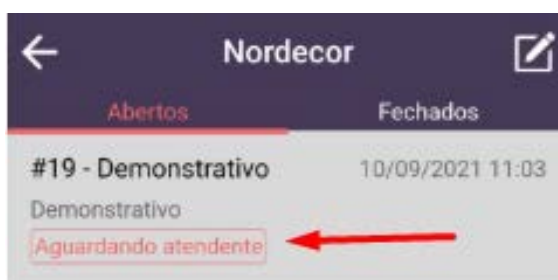 Nordecor
Abertos Fechados
#19 - Demonstrativo 10/09/2021 11:03
Demonstrativo
Aguardando atendente